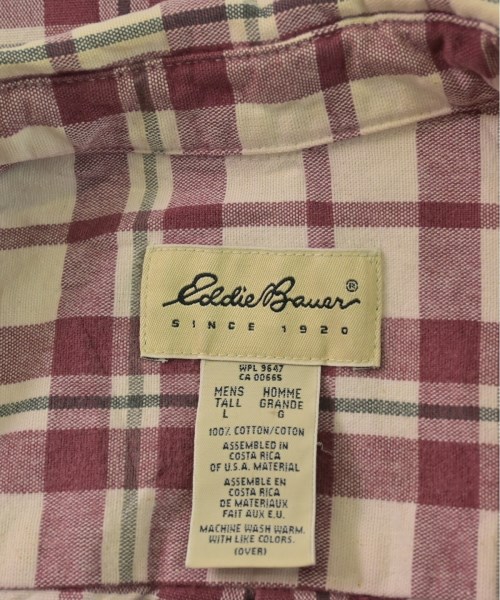 Eddie Bauer®
SINCE 1920
WPL 9647
CA 00665
MENS HOMME
TALL GRANDE
L G
100% COTTON/COTON
ASSEMBLED IN
COSTA RICA
OF U.S.A. MATERIAL
ASSEMBLE EN
COSTA RICA
DE MATERIAUX
FAIT AUX E.U.
MACHINE WASH WARM.
WITH LIKE COLORS.
(OVER)